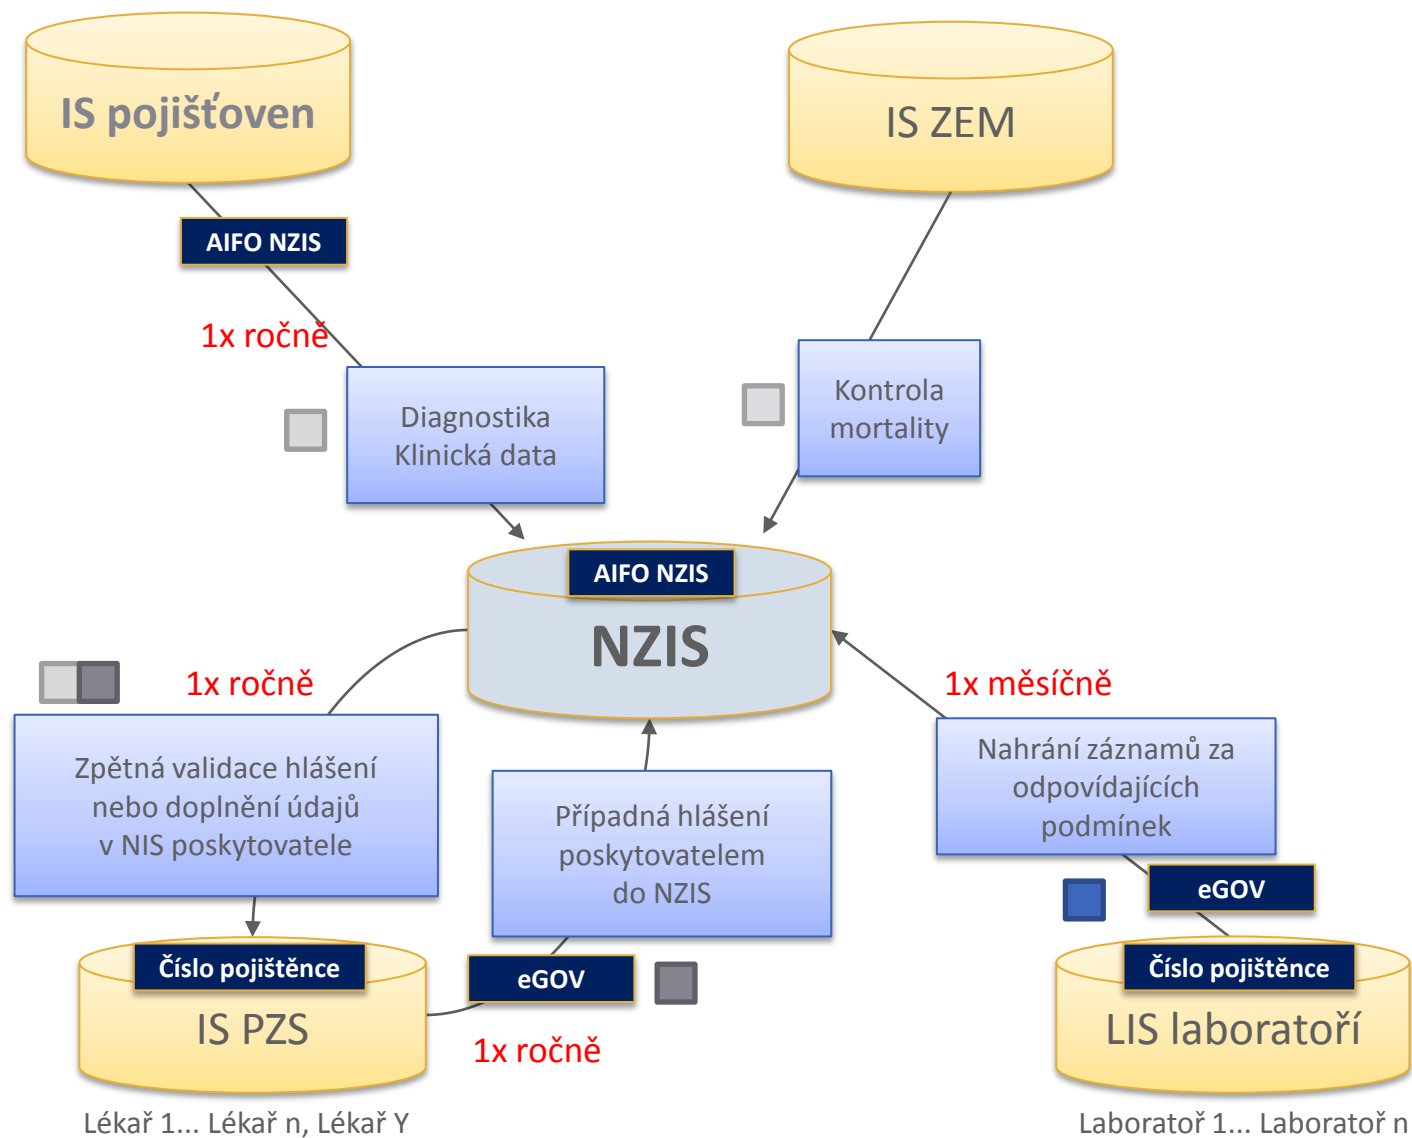 IS pojišťoven
IS ZEM
AIFO NZIS
1x ročně
Diagnostika
Klinická data
Kontrola
mortality
AIFO NZIS
NZIS
1x ročně
1x měsíčně
Zpětná validace hlášení
nebo doplnění údajů
v NIS poskytovatele
Případná hlášení
poskytovatelem
do NZIS
Nahrání záznamů za
odpovídajících
podmínek
eGOV
Číslo pojištěnce
IS PZS
eGOV
1x ročně
Číslo pojištěnce
LIS laboratoří
Lékař 1... Lékař n, Lékař Y
Laboratoř 1... Laboratoř n